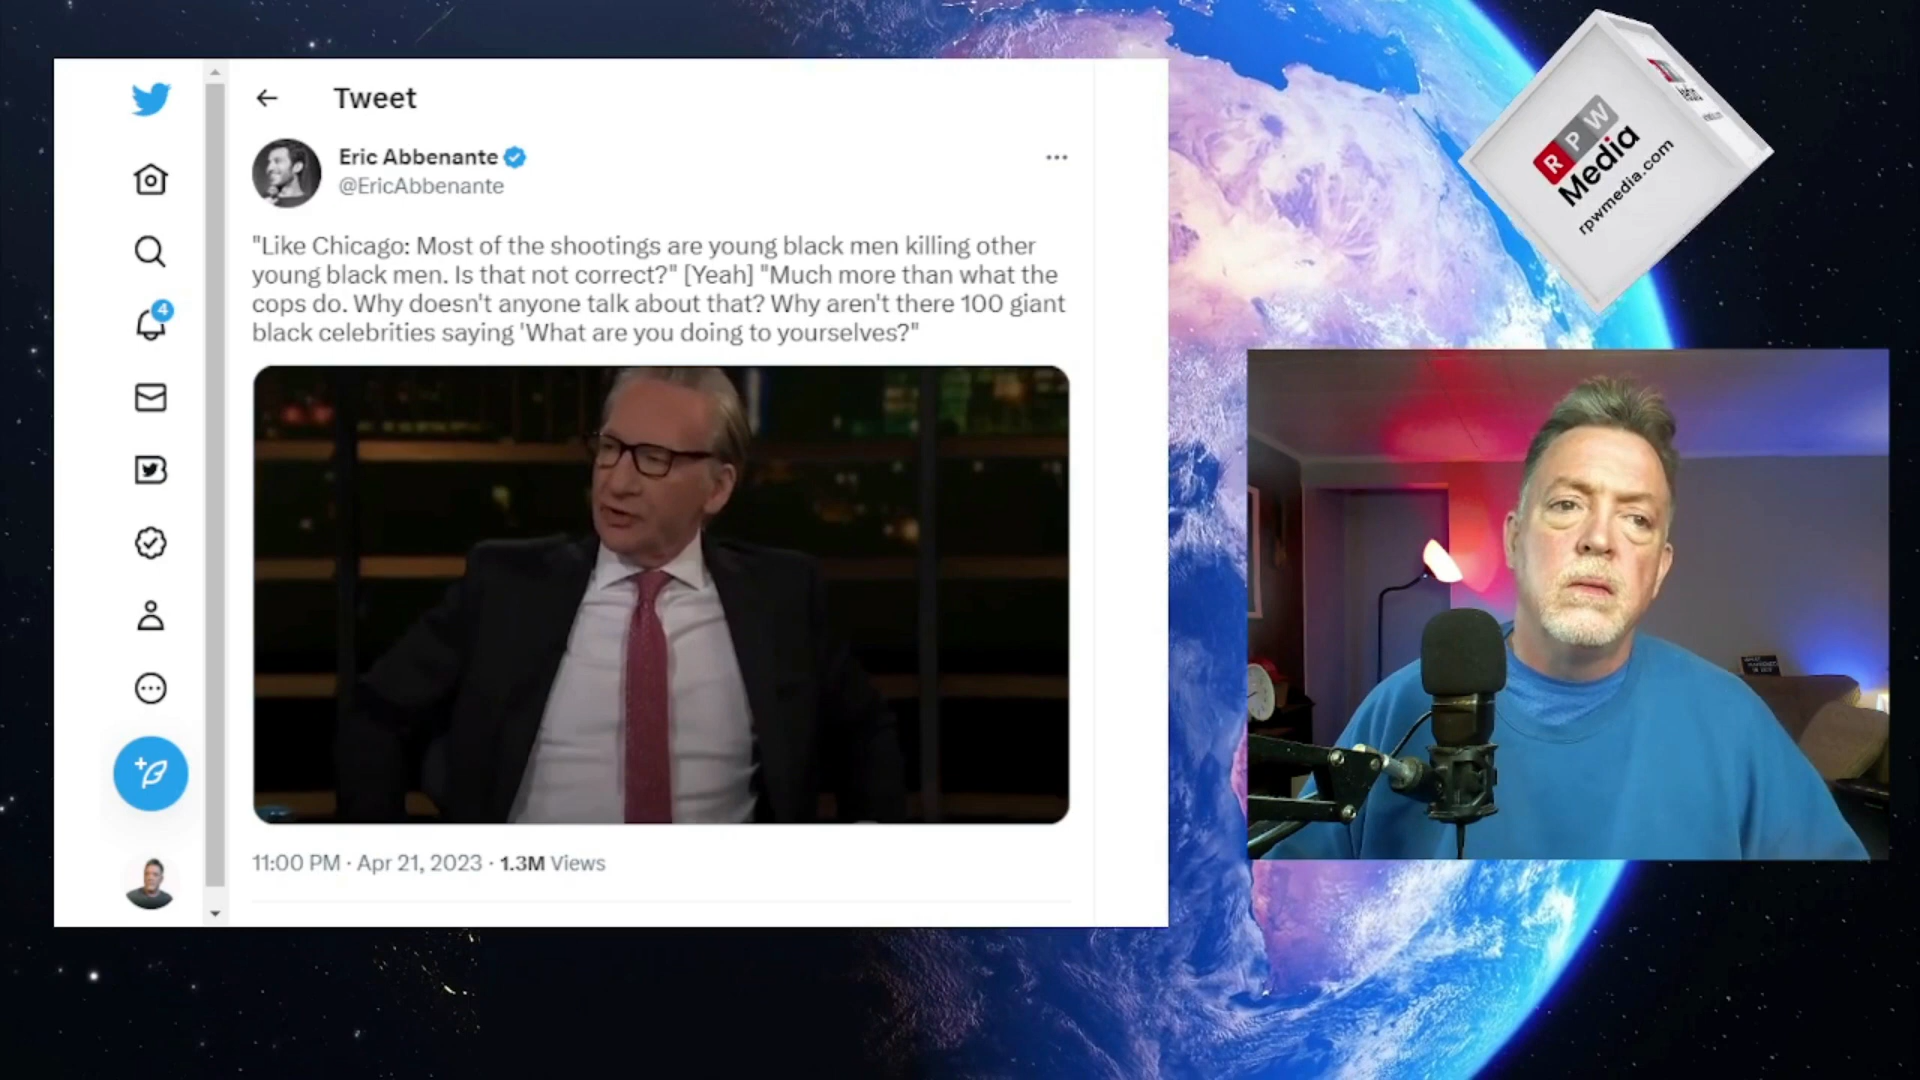 Tweet
Eric Abbenante
@EricAbbenante
"Like Chicago: Most of the shootings are young black men killing other
young black men. Is that not correct?" [Yeah] "Much more than what the
cops do. Why doesn't anyone talk about that? Why aren't there 100 giant
black celebrities saying 'What are you doing to yourselves?"
4
11:00 PM · Apr 21, 2023 · 1.3M Views
RPW
Media
rpwmedia.com